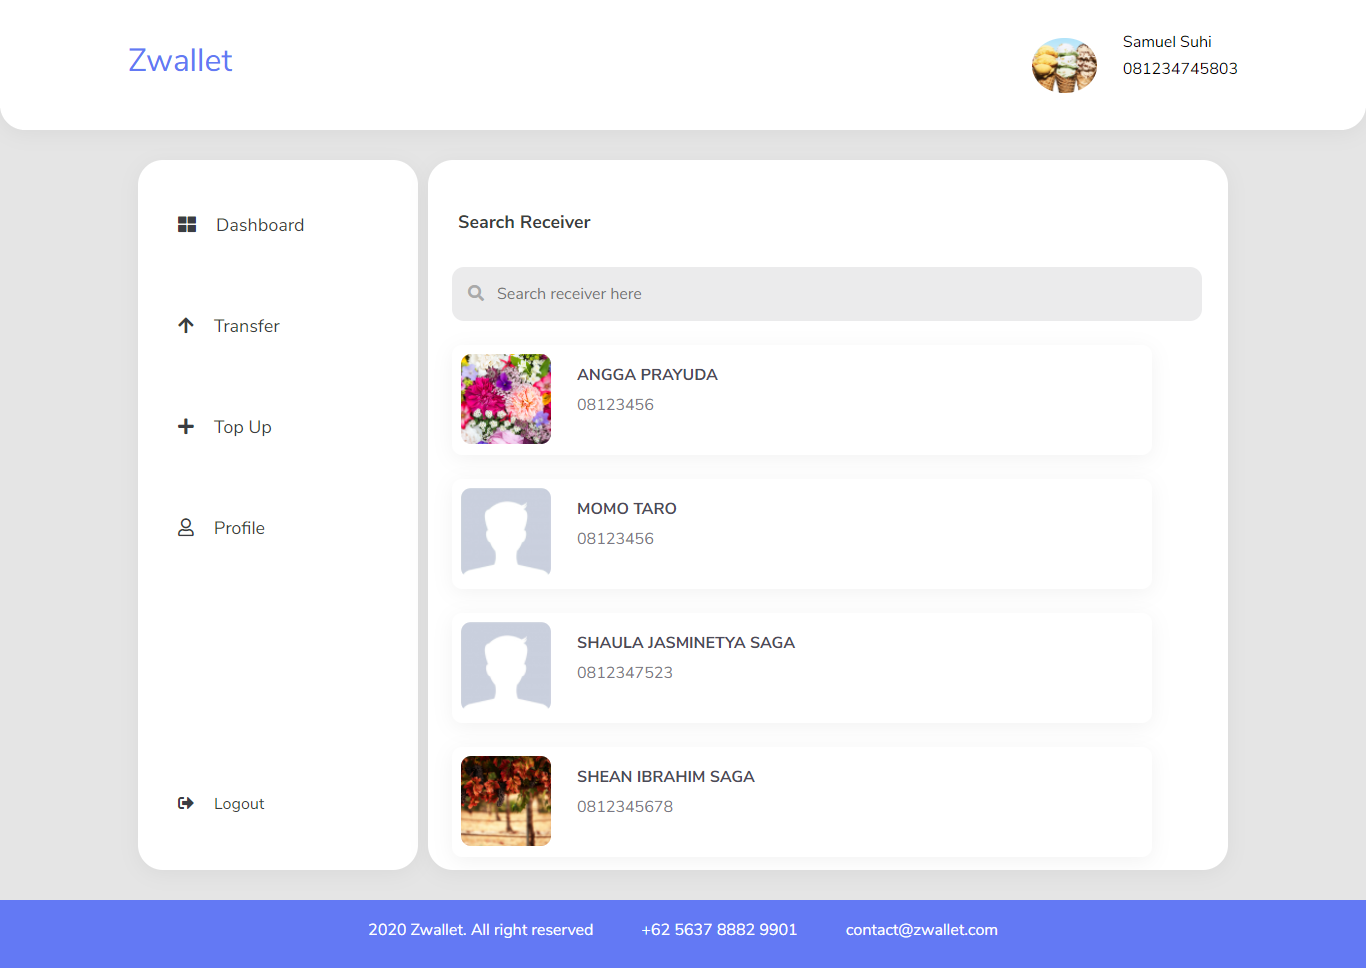 Zwallet
Samuel Suhi
081234745803
Dashboard
Transfer
Top Up
Profile
Logout
Search Receiver
Search receiver here
ANGGA PRAYUDA
08123456
MOMO TARO
08123456
SHAULA JASMINETYA SAGA
0812347523
SHEAN IBRAHIM SAGA
0812345678
2020 Zwallet. All right reserved +62 5637 8882 9901 contact@zwallet.com